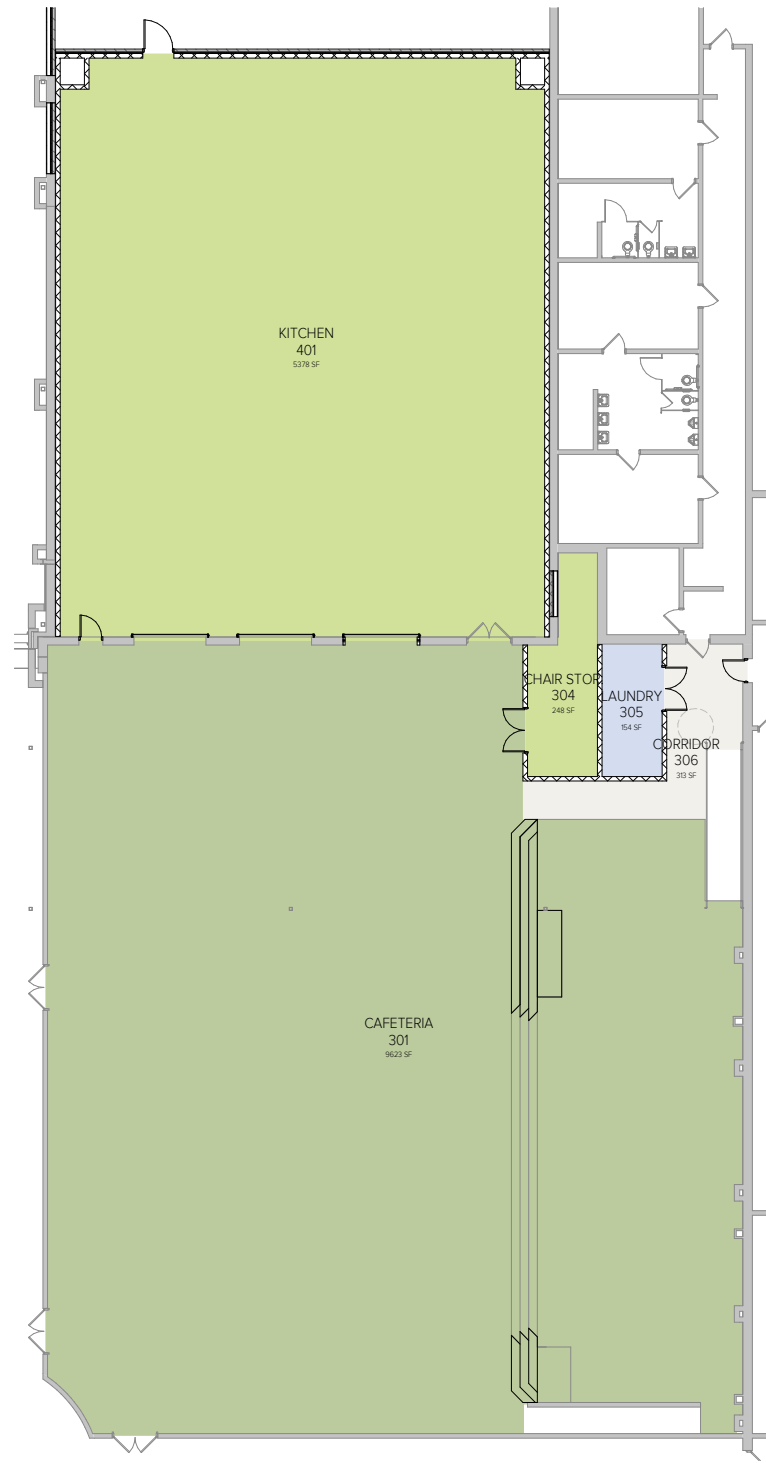 KITCHEN
401
5378 SF
CHAIR STOR
304
248 SF
LAUNDRY
305
154 SF
CORRIDOR
306
313 SF
CAFETERIA
301
9623 SF